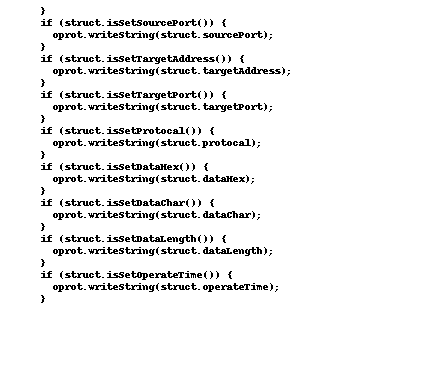 }
if (struct.isSetSourcePort()) {
oprot.writeString(struct.sourcePort);
}
if (struct.isSetTargetAddress()) {
oprot.writeString(struct.targetAddress);
}
if (struct.isSetTargetPort()) {
oprot.writeString(struct.targetPort);
}
if (struct.isSetProtocal()) {
oprot.writeString(struct.protocal);
}
if (struct.isSetDataHex()) {
oprot.writeString(struct.dataHex);
}
if (struct.isSetDataChar()) {
oprot.writeString(struct.dataChar);
}
if (struct.isSetDataLength()) {
oprot.writeString(struct.dataLength);
}
if (struct.isSetOperateTime()) {
oprot.writeString(struct.operateTime);
}